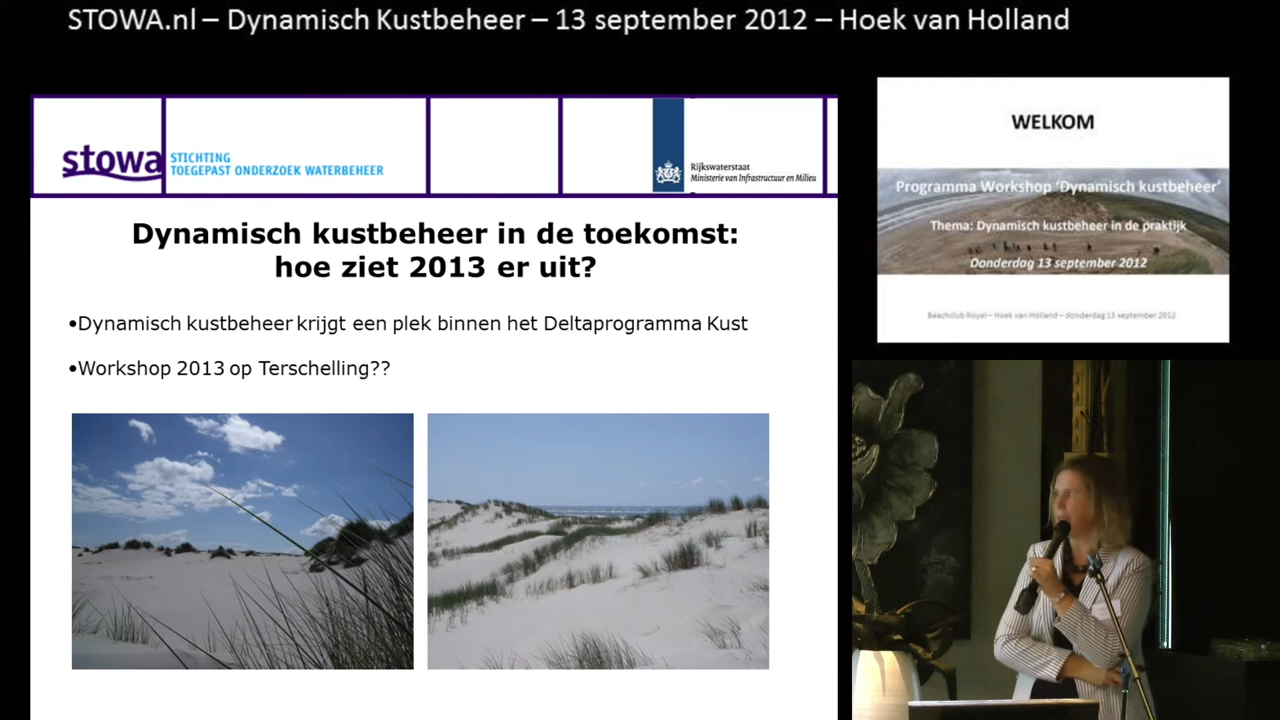 STOWA.nl – Dynamisch Kustbeheer – 13 september 2012 – Hoek van Holland
stowa
STICHTING
TOEGEPAST ONDERZOEK WATERBEHEER
Rijkswaterstaat
Ministerie van Infrastructuur en Milieu
Dynamisch kustbeheer in de toekomst:
hoe ziet 2013 er uit?
•Dynamisch kustbeheer krijgt een plek binnen het Deltaprogramma Kust
•Workshop 2013 op Terschelling??
WELKOM
Programma Workshop 'Dynamisch kustbeheer'
Thema: Dynamisch kustbeheer in de praktijk
Donderdag 13 september 2012
Beachclub Royal – Hoek van Holland – donderdag 13 september 2012